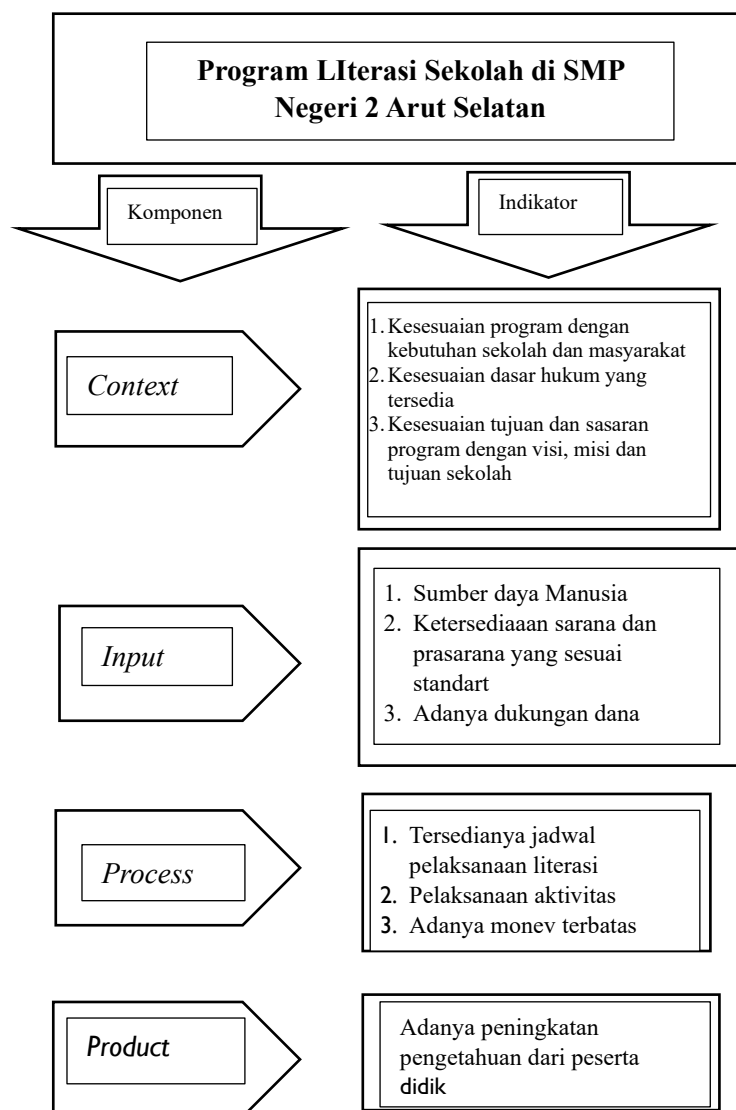 Program LIterasi Sekolah di SMP
Negeri 2 Arut Selatan
Komponen
Indikator
Context
1. Kesesuaian program dengan
kebutuhan sekolah dan masyarakat
2. Kesesuaian dasar hukum yang
tersedia
3. Kesesuaian tujuan dan sasaran
program dengan visi, misi dan
tujuan sekolah
Input
1. Sumber daya Manusia
2. Ketersediaaan sarana dan
prasarana yang sesuai
standart
3. Adanya dukungan dana
Process
1. Tersedianya jadwal
pelaksanaan literasi
2. Pelaksanaan aktivitas
3. Adanya monev terbatas
Product
Adanya peningkatan
pengetahuan dari peserta
didik